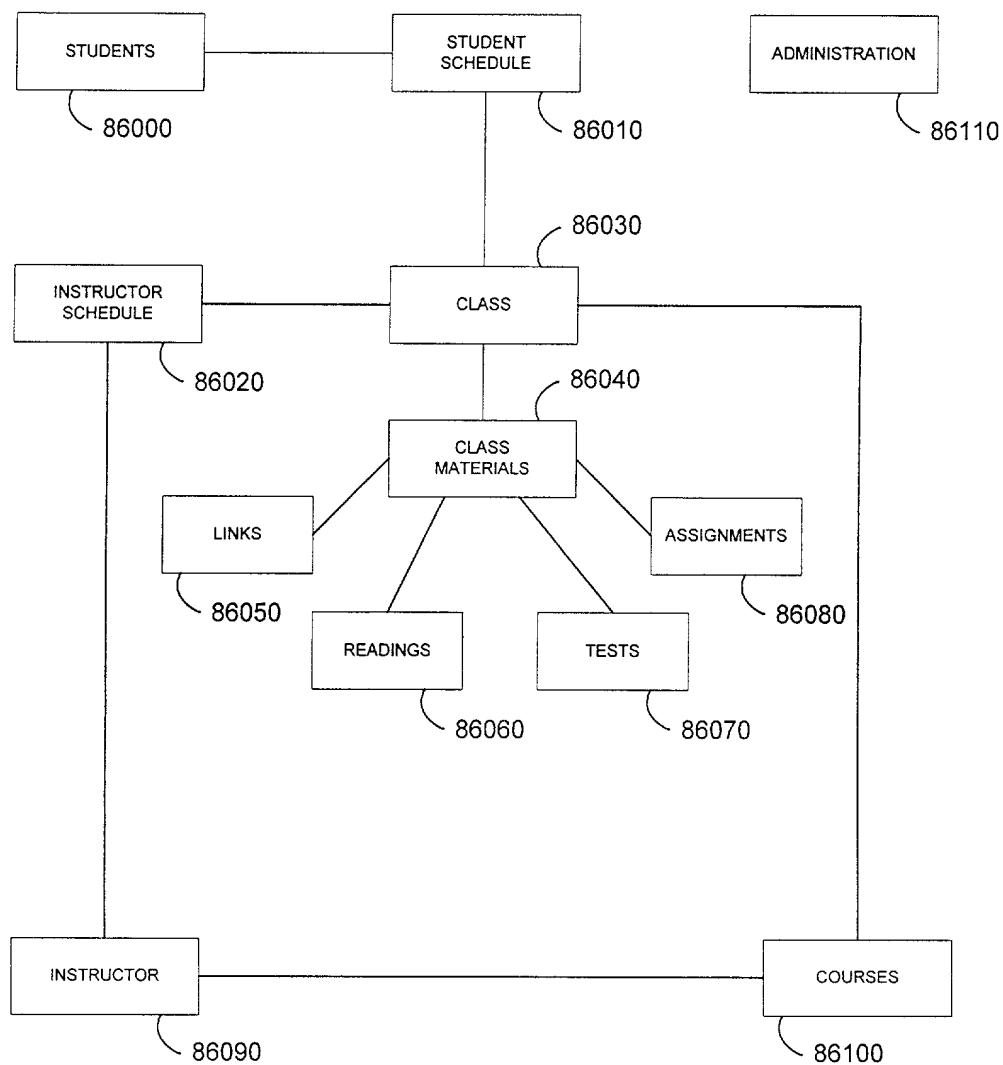 STUDENTS
STUDENT
SCHEDULE
ADMINISTRATION
86000
86010
86110
86030
INSTRUCTOR
SCHEDULE
CLASS
86020
86040
CLASS
MATERIALS
LINKS
ASSIGNMENTS
86050
86080
READINGS
TESTS
86060
86070
INSTRUCTOR
COURSES
86090
86100